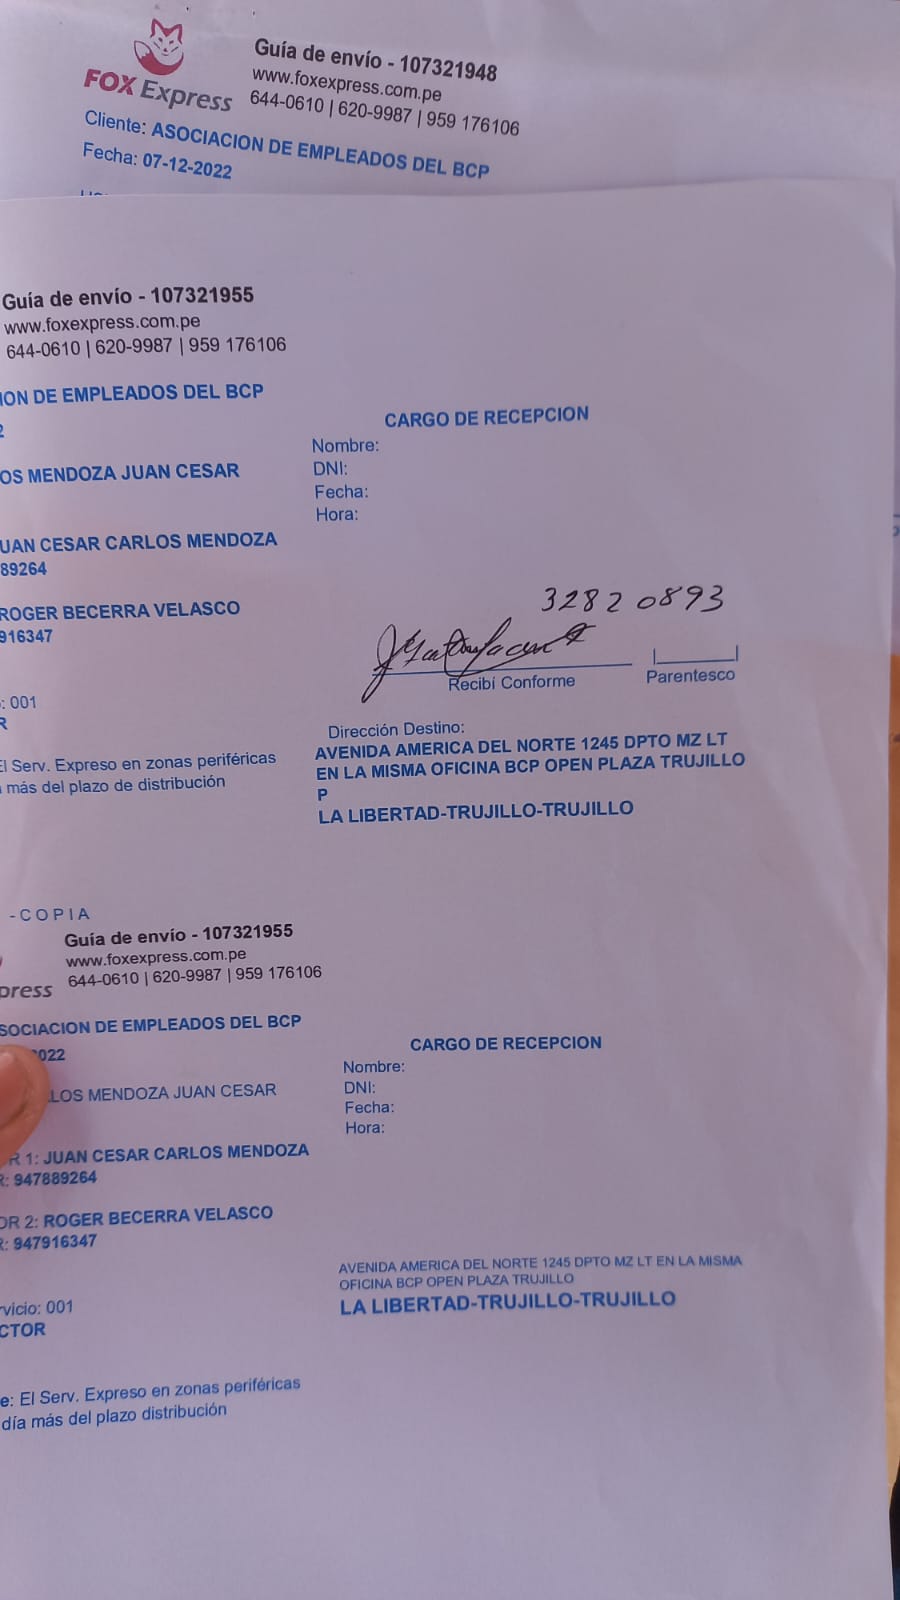 FOX Express
Guía de envío - 107321948
www.foxexpress.com.pe
644-0610 | 620-9987 | 959 176106
Cliente: ASOCIACION DE EMPLEADOS DEL BCP
Fecha: 07-12-2022
Guía de envío - 107321955
www.foxexpress.com.pe
644-0610 | 620-9987 | 959 176106
ION DE EMPLEADOS DEL BCP
2
OS MENDOZA JUAN CESAR
UAN CESAR CARLOS MENDOZA
89264
ROGER BECERRA VELASCO
916347
: 001
R
El Serv. Expreso en zonas periféricas
más del plazo de distribución
CARGO DE RECEPCION
Nombre:
DNI:
Fecha:
Hora:
32820893
Recibí Conforme
Parentesco
Dirección Destino:
AVENIDA AMERICA DEL NORTE 1245 DPTO MZ LT
EN LA MISMA OFICINA BCP OPEN PLAZA TRUJILLO
P
LA LIBERTAD-TRUJILLO-TRUJILLO
- COPIA
press
Guía de envío - 107321955
www.foxexpress.com.pe
644-0610 | 620-9987 | 959 176106
SOCIACION DE EMPLEADOS DEL BCP
2022
LOS MENDOZA JUAN CESAR
R 1: JUAN CESAR CARLOS MENDOZA
R: 947889264
OR 2: ROGER BECERRA VELASCO
R: 947916347
rvicio: 001
CTOR
e: El Serv. Expreso en zonas periféricas
día más del plazo distribución
CARGO DE RECEPCION
Nombre:
DNI:
Fecha:
Hora:
AVENIDA AMERICA DEL NORTE 1245 DPTO MZ LT EN LA MISMA
OFICINA BCP OPEN PLAZA TRUJILLO
LA LIBERTAD-TRUJILLO-TRUJILLO